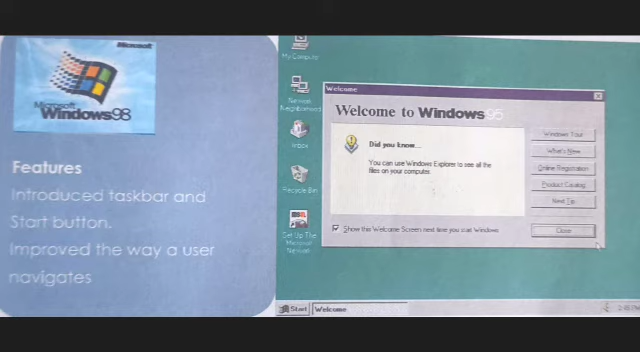 Microsoft
Microsoft
Windows98
Features
Introduced taskbar and
Start button.
Improved the way a user
navigates
My Computer
Network
Neighborhood
Inbox
Recycle Bin
Set Up The
Microsoft
Network
Welcome
Welcome to Windows 95
Did you know...
You can use Windows Explorer to see all the
files on your computer.
Windows Tour
What's New
Online Registration
Product Catalog
Next Tip
Show this Welcome Screen next time you start Windows
Close
Start
Welcome